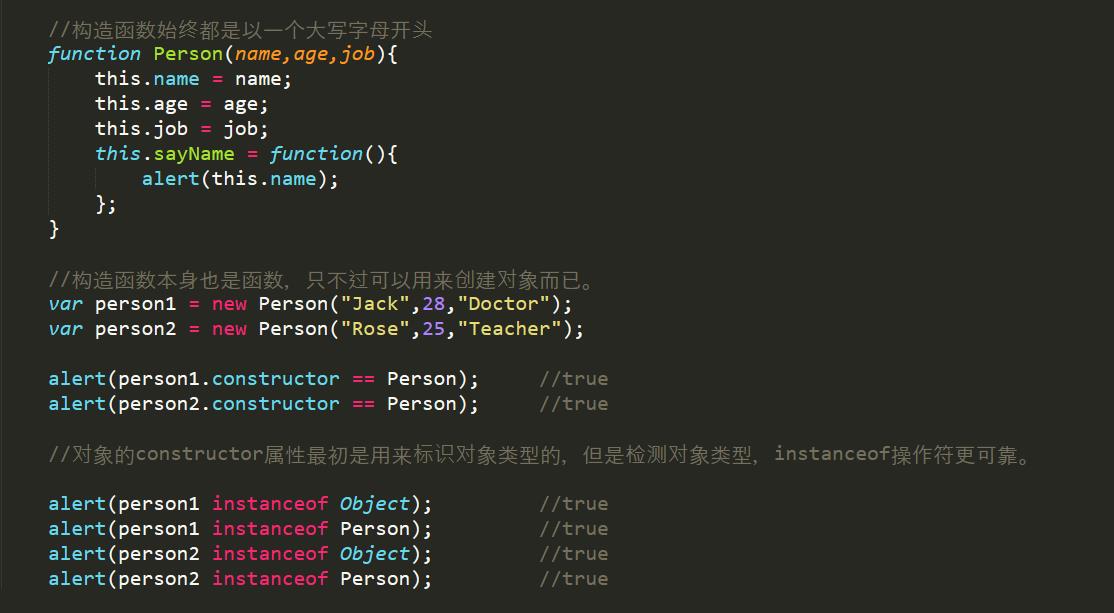 //构造函数始终都是以一个大写字母开头
function Person(name,age,job){
    this.name = name;
    this.age = age;
    this.job = job;
    this.sayName = function(){
        alert(this.name);
    };
}
//构造函数本身也是函数，只不过可以用来创建对象而已。
var person1 = new Person("Jack",28,"Doctor");
var person2 = new Person("Rose",25,"Teacher");
alert(person1.constructor == Person);     //true
alert(person2.constructor == Person);     //true
//对象的constructor属性最初是用来标识对象类型的，但是检测对象类型，instanceof操作符更可靠。
alert(person1 instanceof Object);         //true
alert(person1 instanceof Person);         //true
alert(person2 instanceof Object);         //true
alert(person2 instanceof Person);         //true